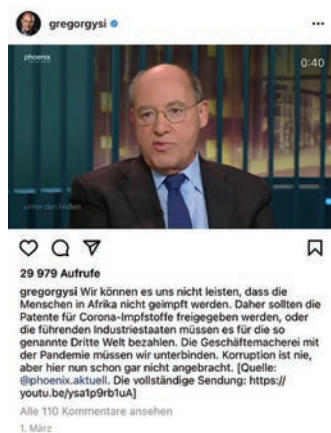 gregorgysi
phoenix
0:40
unter den linden
29 979 Aufrufe
gregorgysi Wir können es uns nicht leisten, dass die
Menschen in Afrika nicht geimpft werden. Daher sollten die
Patente für Corona-Impfstoffe freigegeben werden, oder
die führenden Industriestaaten müssen es für die so
genannte Dritte Welt bezahlen. Die Geschäftemacherei mit
der Pandemie müssen wir unterbinden. Korruption ist nie,
aber hier nun schon gar nicht angebracht. [Quelle:
@phoenix.aktuell. Die vollständige Sendung: https://
youtu.be/ysa1p9rb1uA]
Alle 110 Kommentare ansehen
1. März